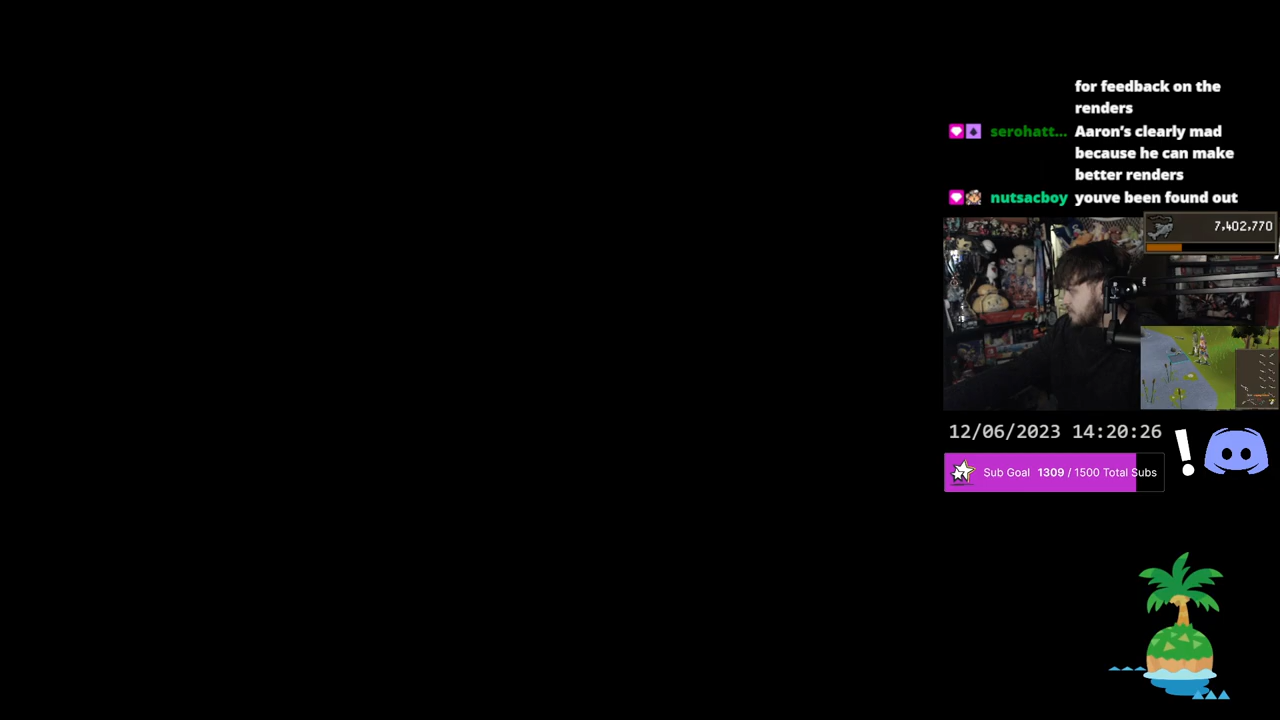 for feedback on the
renders
serohatt... Aaron's clearly mad
because he can make
better renders
nutsacboy youve been found out
7,402,770
12/06/2023 14:20:26
Sub Goal 1309 / 1500 Total Subs
!